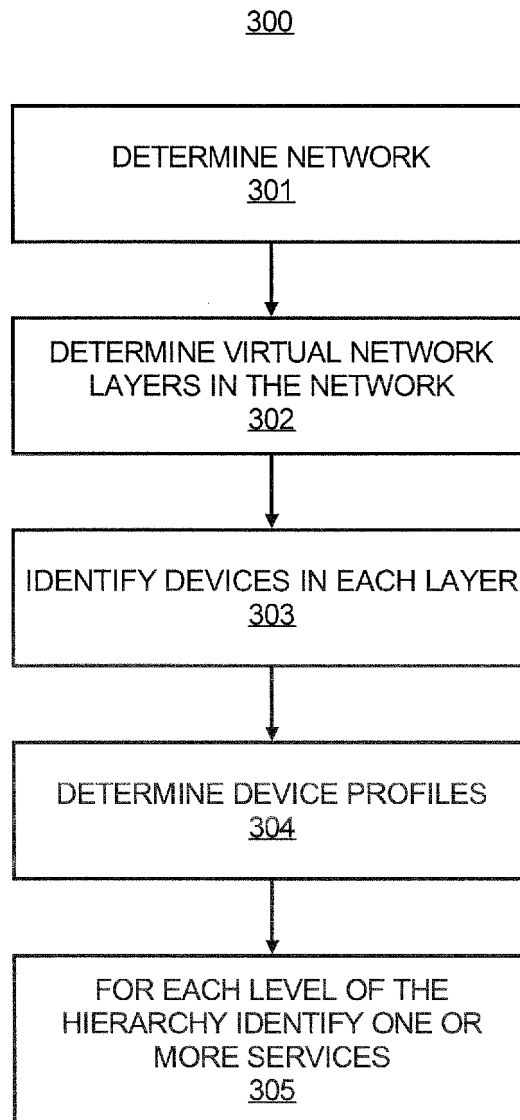 300
DETERMINE NETWORK
301
DETERMINE VIRTUAL NETWORK
LAYERS IN THE NETWORK
302
IDENTIFY DEVICES IN EACH LAYER
303
DETERMINE DEVICE PROFILES
304
FOR EACH LEVEL OF THE
HIERARCHY IDENTIFY ONE OR
MORE SERVICES
305